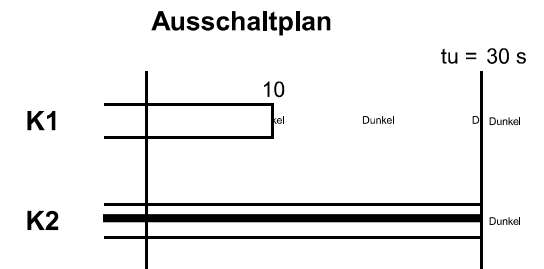 Ausschaltplan
tu = 30 s
10
K1 kel Dunkel D Dunkel
K2 Dunkel